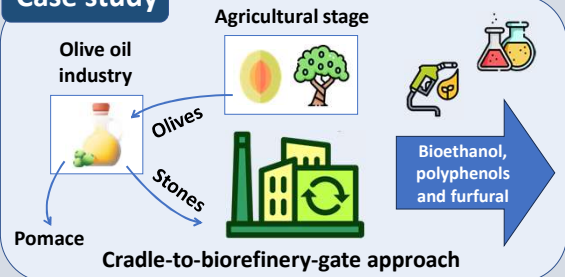 Case study
Agricultural stage
Olive oil
industry
Olives
Stones
Pomace
Bioethanol,
polyphenols
and furfural
Cradle-to-biorefinery-gate approach